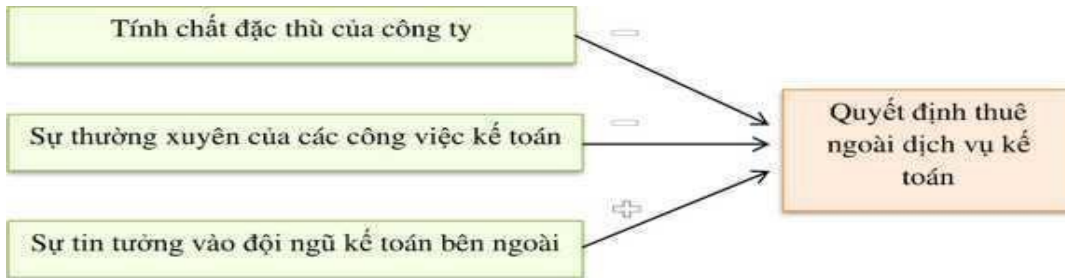 Tính chất đặc thù của công ty
Sự thường xuyên của các công việc kế toán
Sự tin tưởng vào đội ngũ kế toán bên ngoài
Quyết định thuê
ngoài dịch vụ kế
toán